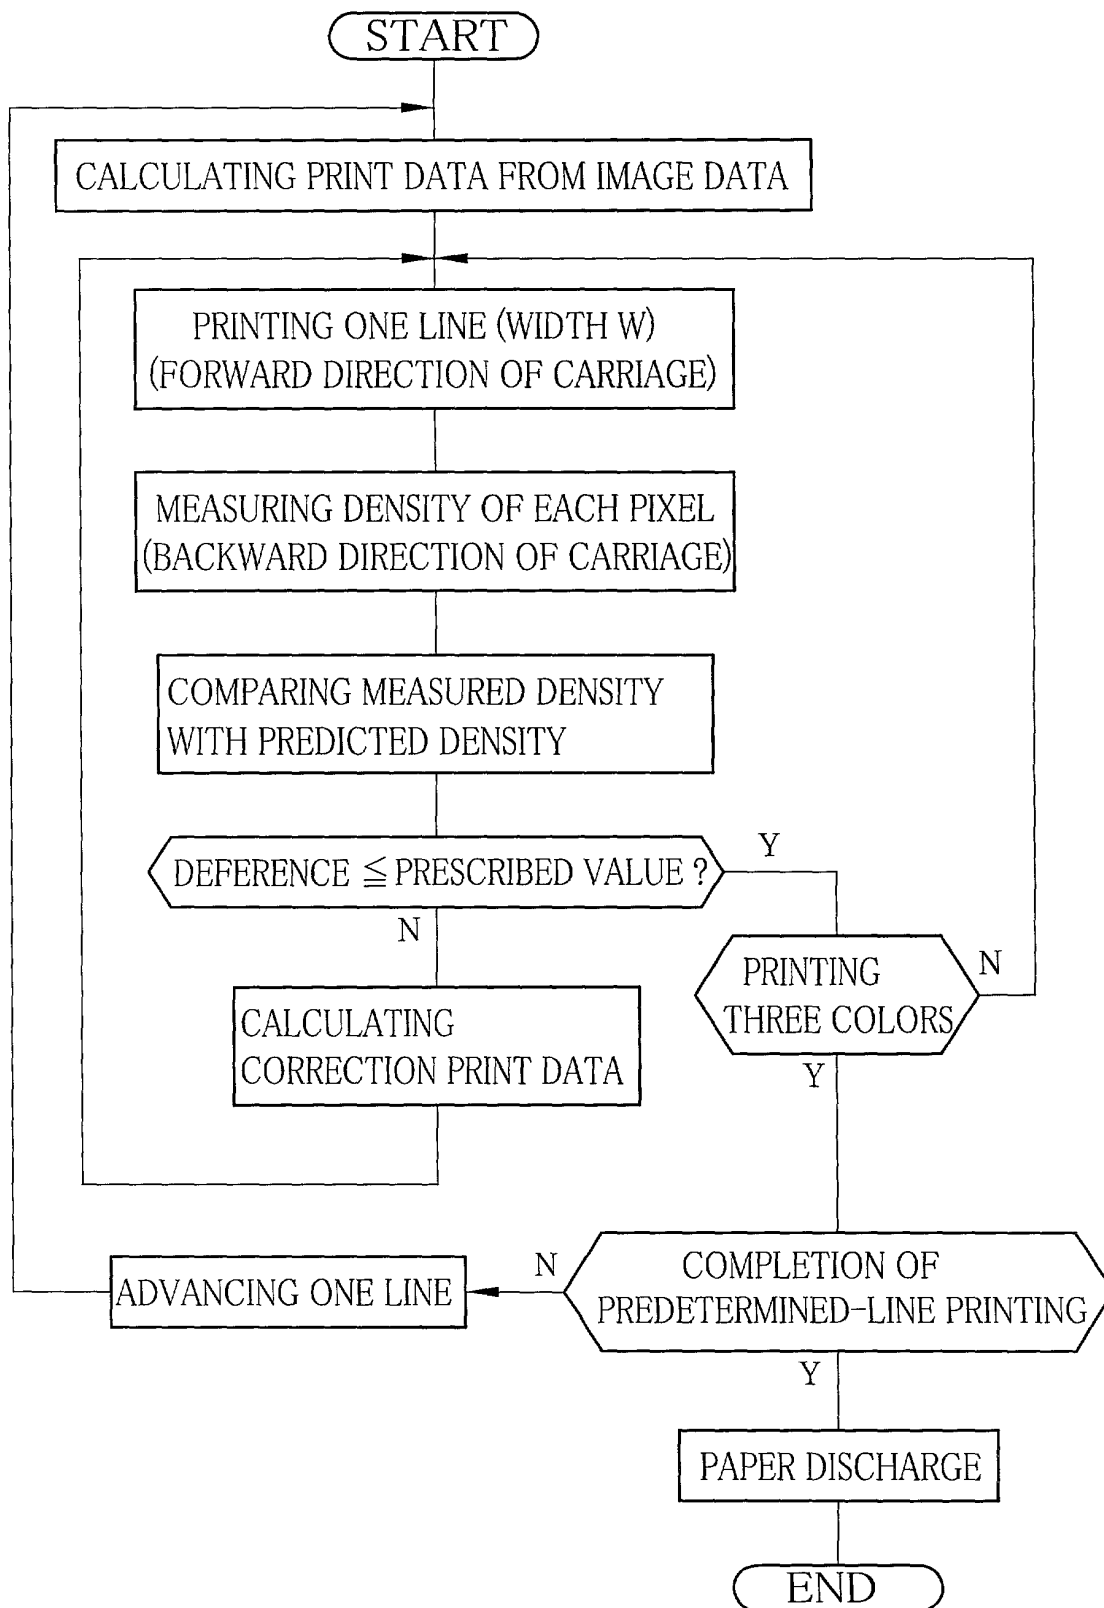 START
CALCULATING PRINT DATA FROM IMAGE DATA
PRINTING ONE LINE (WIDTH W)
(FORWARD DIRECTION OF CARRIAGE)
MEASURING DENSITY OF EACH PIXEL
(BACKWARD DIRECTION OF CARRIAGE)
COMPARING MEASURED DENSITY
WITH PREDICTED DENSITY
DEFERENCE ≦ PRESCRIBED VALUE ?
Y
N
PRINTING
THREE COLORS
N
Y
CALCULATING
CORRECTION PRINT DATA
COMPLETION OF
PREDETERMINED-LINE PRINTING
N
ADVANCING ONE LINE
Y
PAPER DISCHARGE
END